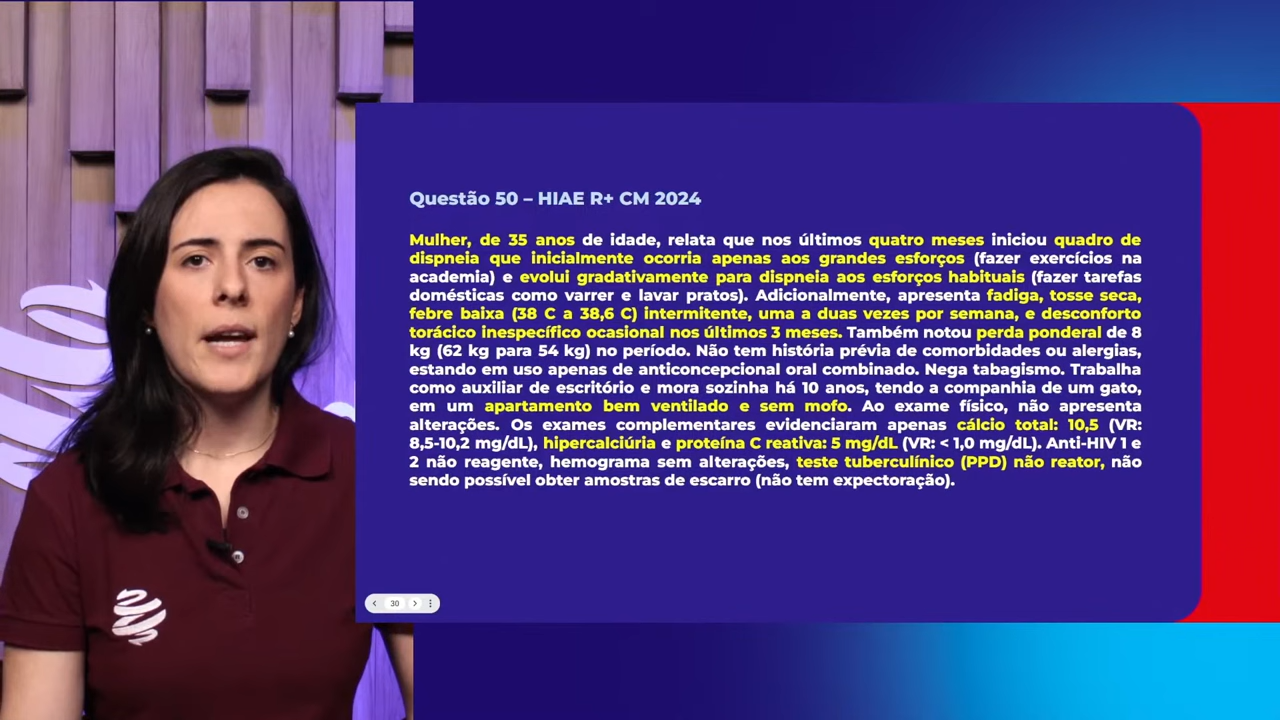 Questão 50 – HIAE R+ CM 2024
Mulher, de 35 anos de idade, relata que nos últimos quatro meses iniciou quadro de
dispneia que inicialmente ocorria apenas aos grandes esforços (fazer exercícios na
academia) e evolui gradativamente para dispneia aos esforços habituais (fazer tarefas
domésticas como varrer e lavar pratos). Adicionalmente, apresenta fadiga, tosse seca,
febre baixa (38 C a 38,6 C) intermitente, uma a duas vezes por semana, e desconforto
torácico inespecífico ocasional nos últimos 3 meses. Também notou perda ponderal de 8
kg (62 kg para 54 kg) no período. Não tem história prévia de comorbidades ou alergias,
estando em uso apenas de anticoncepcional oral combinado. Nega tabagismo. Trabalha
como auxiliar de escritório e mora sozinha há 10 anos, tendo a companhia de um gato,
em um apartamento bem ventilado e sem mofo. Ao exame físico, não apresenta
alterações. Os exames complementares evidenciaram apenas cálcio total: 10,5 (VR:
8,5-10,2 mg/dL), hipercalciúria e proteína C reativa: 5 mg/dL (VR: < 1,0 mg/dL). Anti-HIV 1 e
2 não reagente, hemograma sem alterações, teste tuberculínico (PPD) não reator, não
sendo possível obter amostras de escarro (não tem expectoração).
30